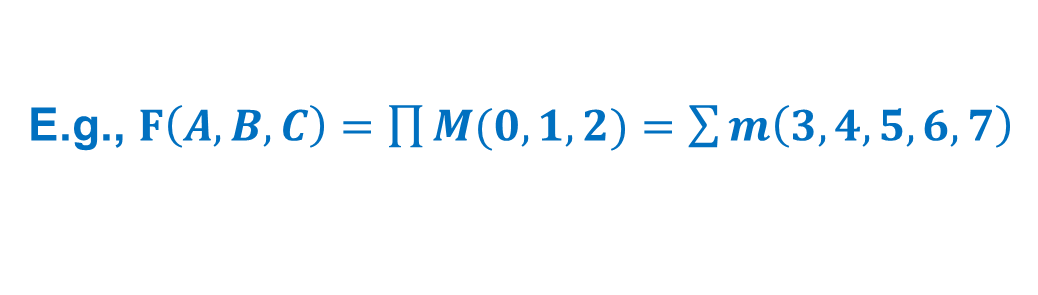 E.g., F(A, B, C) = ∏ M(0, 1, 2) = ∑ m(3, 4, 5, 6, 7)